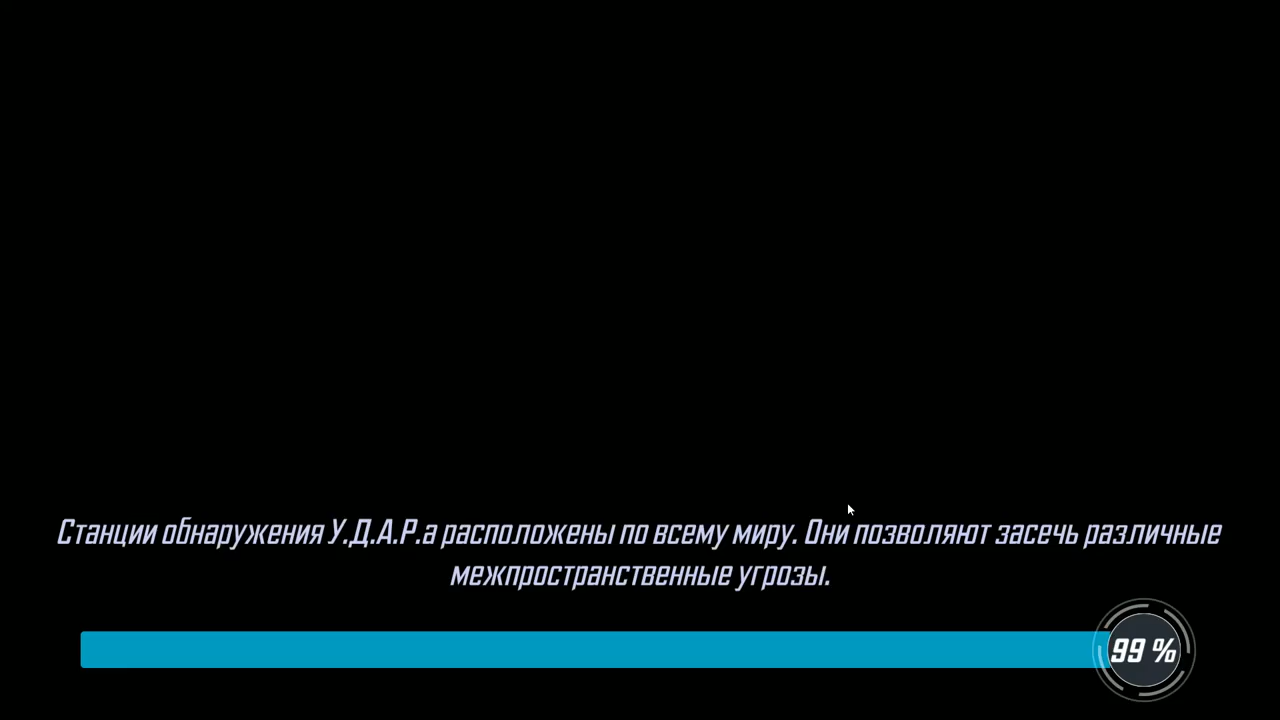 Станции обнаружения У.Д.А.Р.а расположены по всему миру. Они позволяют засечь различные
межпространственные угрозы.
99 %